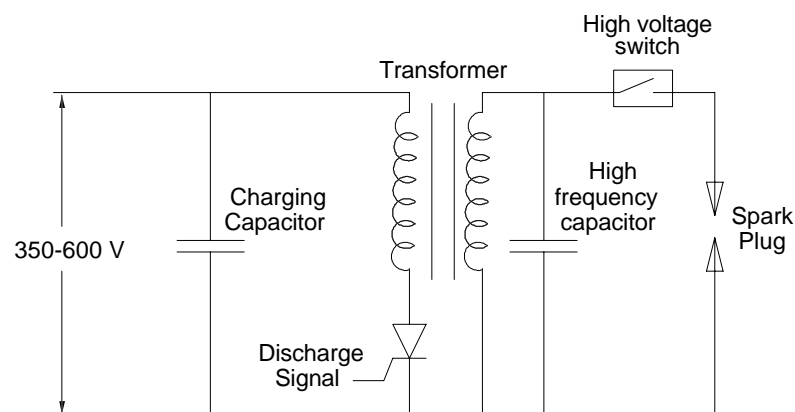 High voltage
switch
Transformer
Charging
Capacitor
High
frequency
capacitor
Spark
Plug
350-600 V
Discharge
Signal